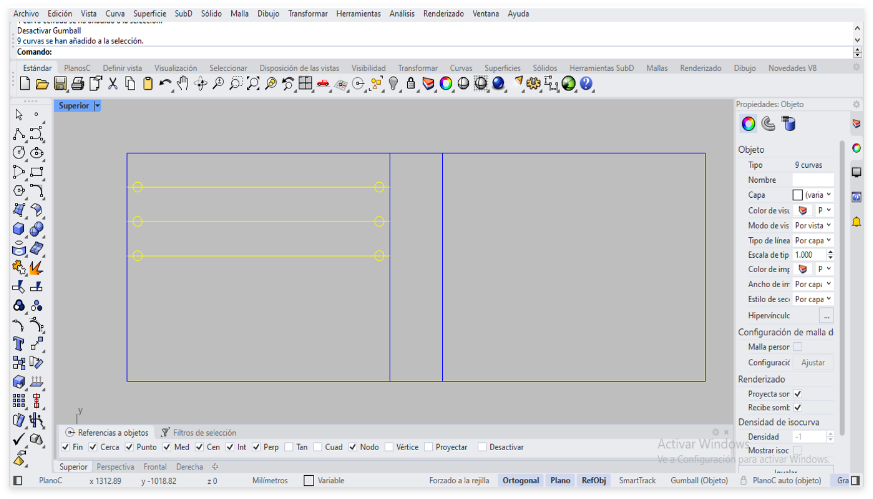 Archivo Edición Vista Curva Superficie SubD Sólido Malla Dibujo Transformar Herramientas Análisis Renderizado Ventana Ayuda
Desactivar Gumball
9 curvas se han añadido a la selección.
Comando:
Estándar PlanosC Definir vista Visualización Seleccionar Disposición de las vistas Visibilidad Transformar Curvas Superficies Sólidos Herramientas SubD Mallas Renderizado Dibujo Novedades V8
Superior
Propiedades: Objeto
Objeto
Tipo 9 curvas
Nombre
Capa (varia
Color de visu P
Modo de vis Por vista
Tipo de línea Por capa
Escala de tip 1.000
Color de imp P
Ancho de im Por capa
Estilo de sec Por capa
Hipervínculo ...
Configuración de malla d
Malla person
Configuració Ajustar
Renderizado
Proyecta som
Recibe somb
Densidad de isocurva
Densidad -1
Mostrar isoc
y
Referencias a objetos Filtros de selección
Fin Cerca Punto Med Cen Int Perp Tan Cuad Nodo Vértice Proyectar Desactivar
Activar Windows
Ve a Configuración para activar Windows.
Superior Perspectiva Frontal Derecha
PlanoC x 1312.89 y -1018.82 z 0 Milímetros Variable Forzado a la rejilla Ortogonal Plano RefObj SmartTrack Gumball (Objeto) PlanoC auto (objeto) Gra